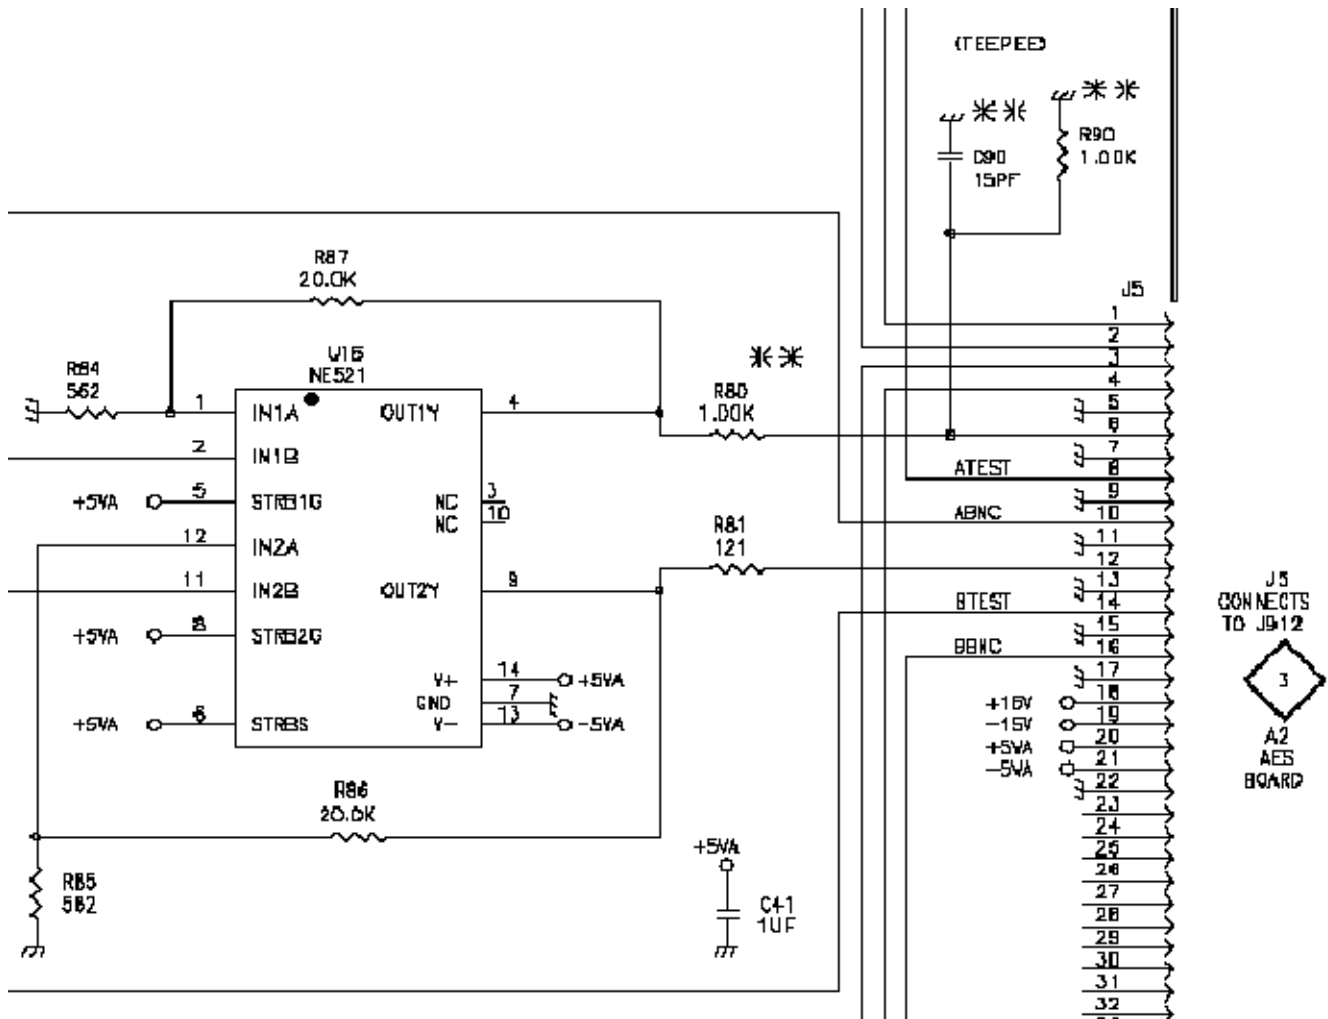 (TEEPEE)
R90
1.00K
C90
15PF
R87
20.0K
J5
1
2
3
4
5
6
7
8
9
10
11
12
13
14
15
16
17
18
19
20
21
22
23
24
25
26
27
28
29
30
31
32
R84
562
NE521
R80
1.00K
1
IN1A
OUT1Y
4
2
IN1B
ATEST
+5VA
5
STRB1G
NC
3
NC
10
ABNC
12
IN2A
R81
121
11
IN2B
OUT2Y
9
BTEST
+5VA
8
STRB2G
BBNC
J5
CONNECTS
TO J912
3
A2
AES
BOARD
V+
14
+5VA
GND
7
V-
13
-5VA
+5VA
6
STRBS
+15V
-15V
+5VA
-5VA
R86
20.0K
+5VA
R85
562
C41
1UF